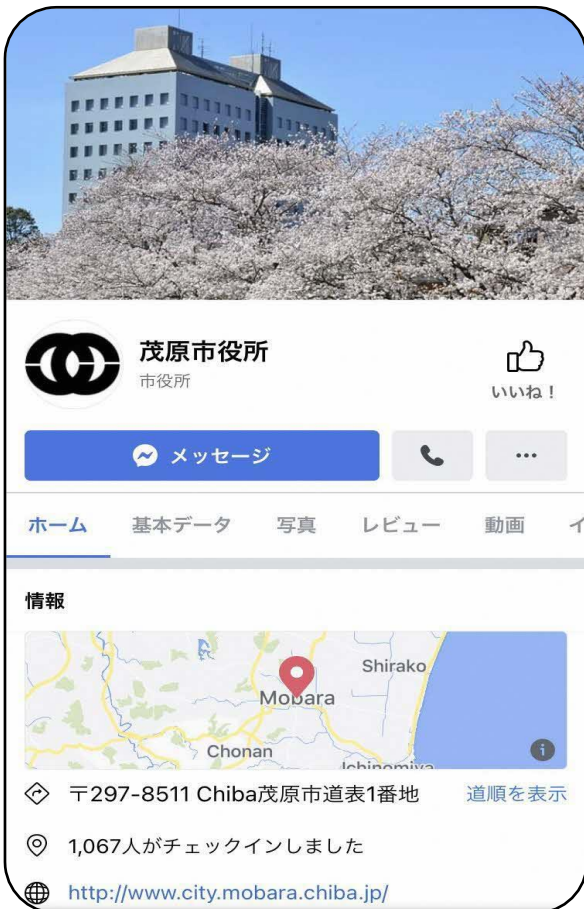 茂原市役所
市役所
いいね！
メッセージ
ホーム 基本データ 写真 レビュー 動画 イ
情報
Shirako
Mobara
Chonan
Ichinomiya
〒297-8511 Chiba茂原市道表1番地 道順を表示
1,067人がチェックインしました
http://www.city.mobara.chiba.jp/